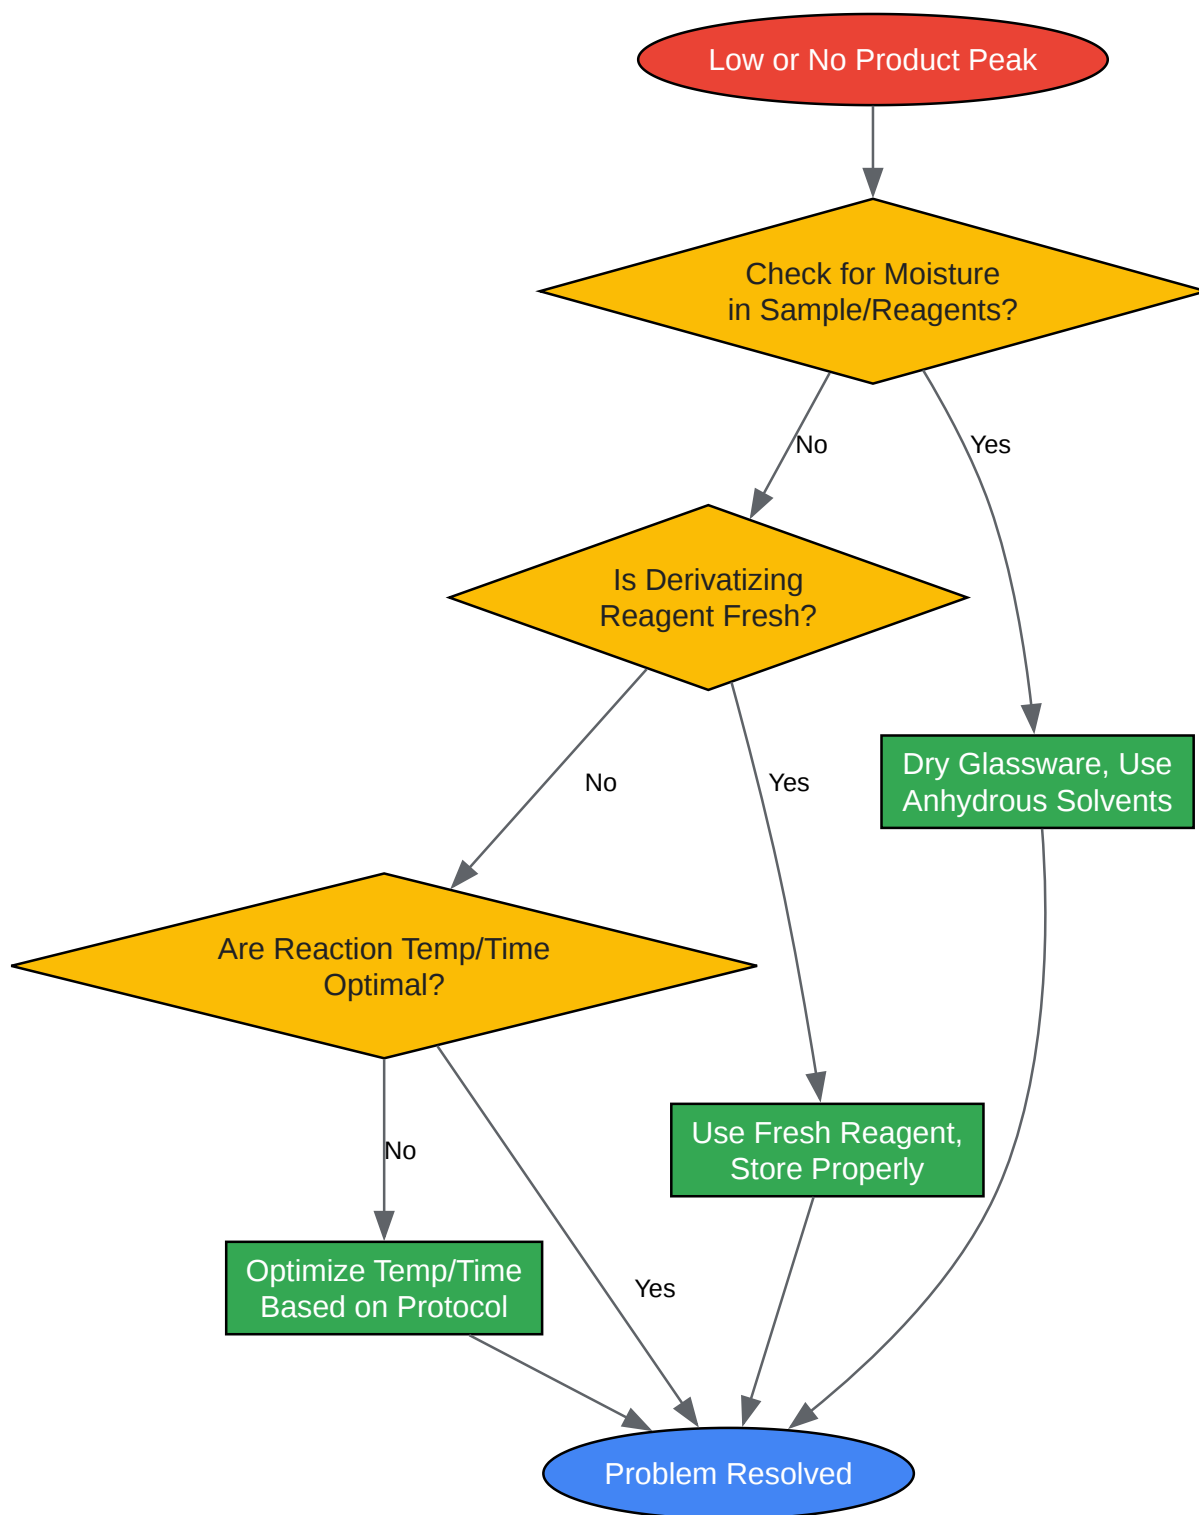 Low or No Product Peak
Check for Moisture
in Sample/Reagents?
No
Yes
Is Derivatizing
Reagent Fresh?
No
Yes
Dry Glassware, Use
Anhydrous Solvents
Are Reaction Temp/Time
Optimal?
No
Use Fresh Reagent,
Store Properly
Optimize Temp/Time
Based on Protocol
Yes
Problem Resolved